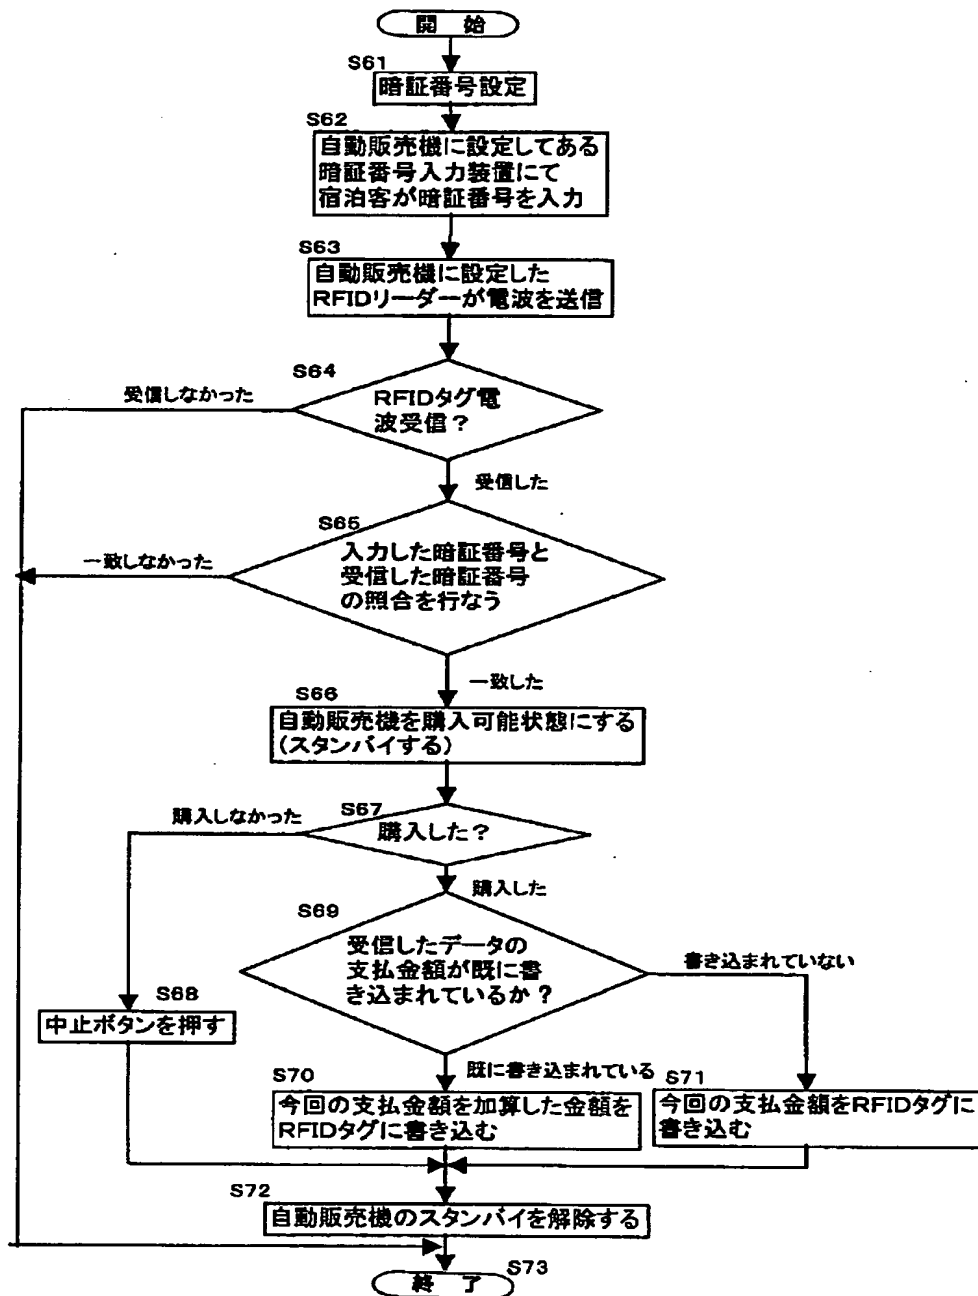 開 始
S61
暗証番号設定
S62
自動販売機に設定してある
暗証番号入力装置にて
宿泊客が暗証番号を入力
S63
自動販売機に設定した
RFIDリーダーが電波を送信
S64
受信しなかった
RFIDタグ電
波受信?
受信した
S65
一致しなかった
入力した暗証番号と
受信した暗証番号
の照合を行なう
一致した
S66
自動販売機を購入可能状態にする
(スタンバイする)
S67
購入しなかった
購入した?
購入した
S69
受信したデータの
支払金額が既に書
き込まれているか?
書き込まれていない
S68
中止ボタンを押す
既に書き込まれている
S70
今回の支払金額を加算した金額を
RFIDタグに書き込む
S71
今回の支払金額をRFIDタグに
書き込む
S72
自動販売機のスタンバイを解除する
S73
終 了